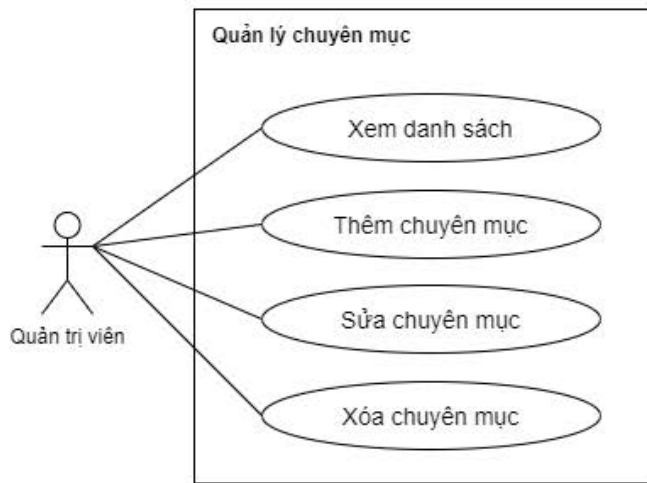 Quản lý chuyên mục
Xem danh sách
Thêm chuyên mục
Sửa chuyên mục
Quản trị viên
Xóa chuyên mục